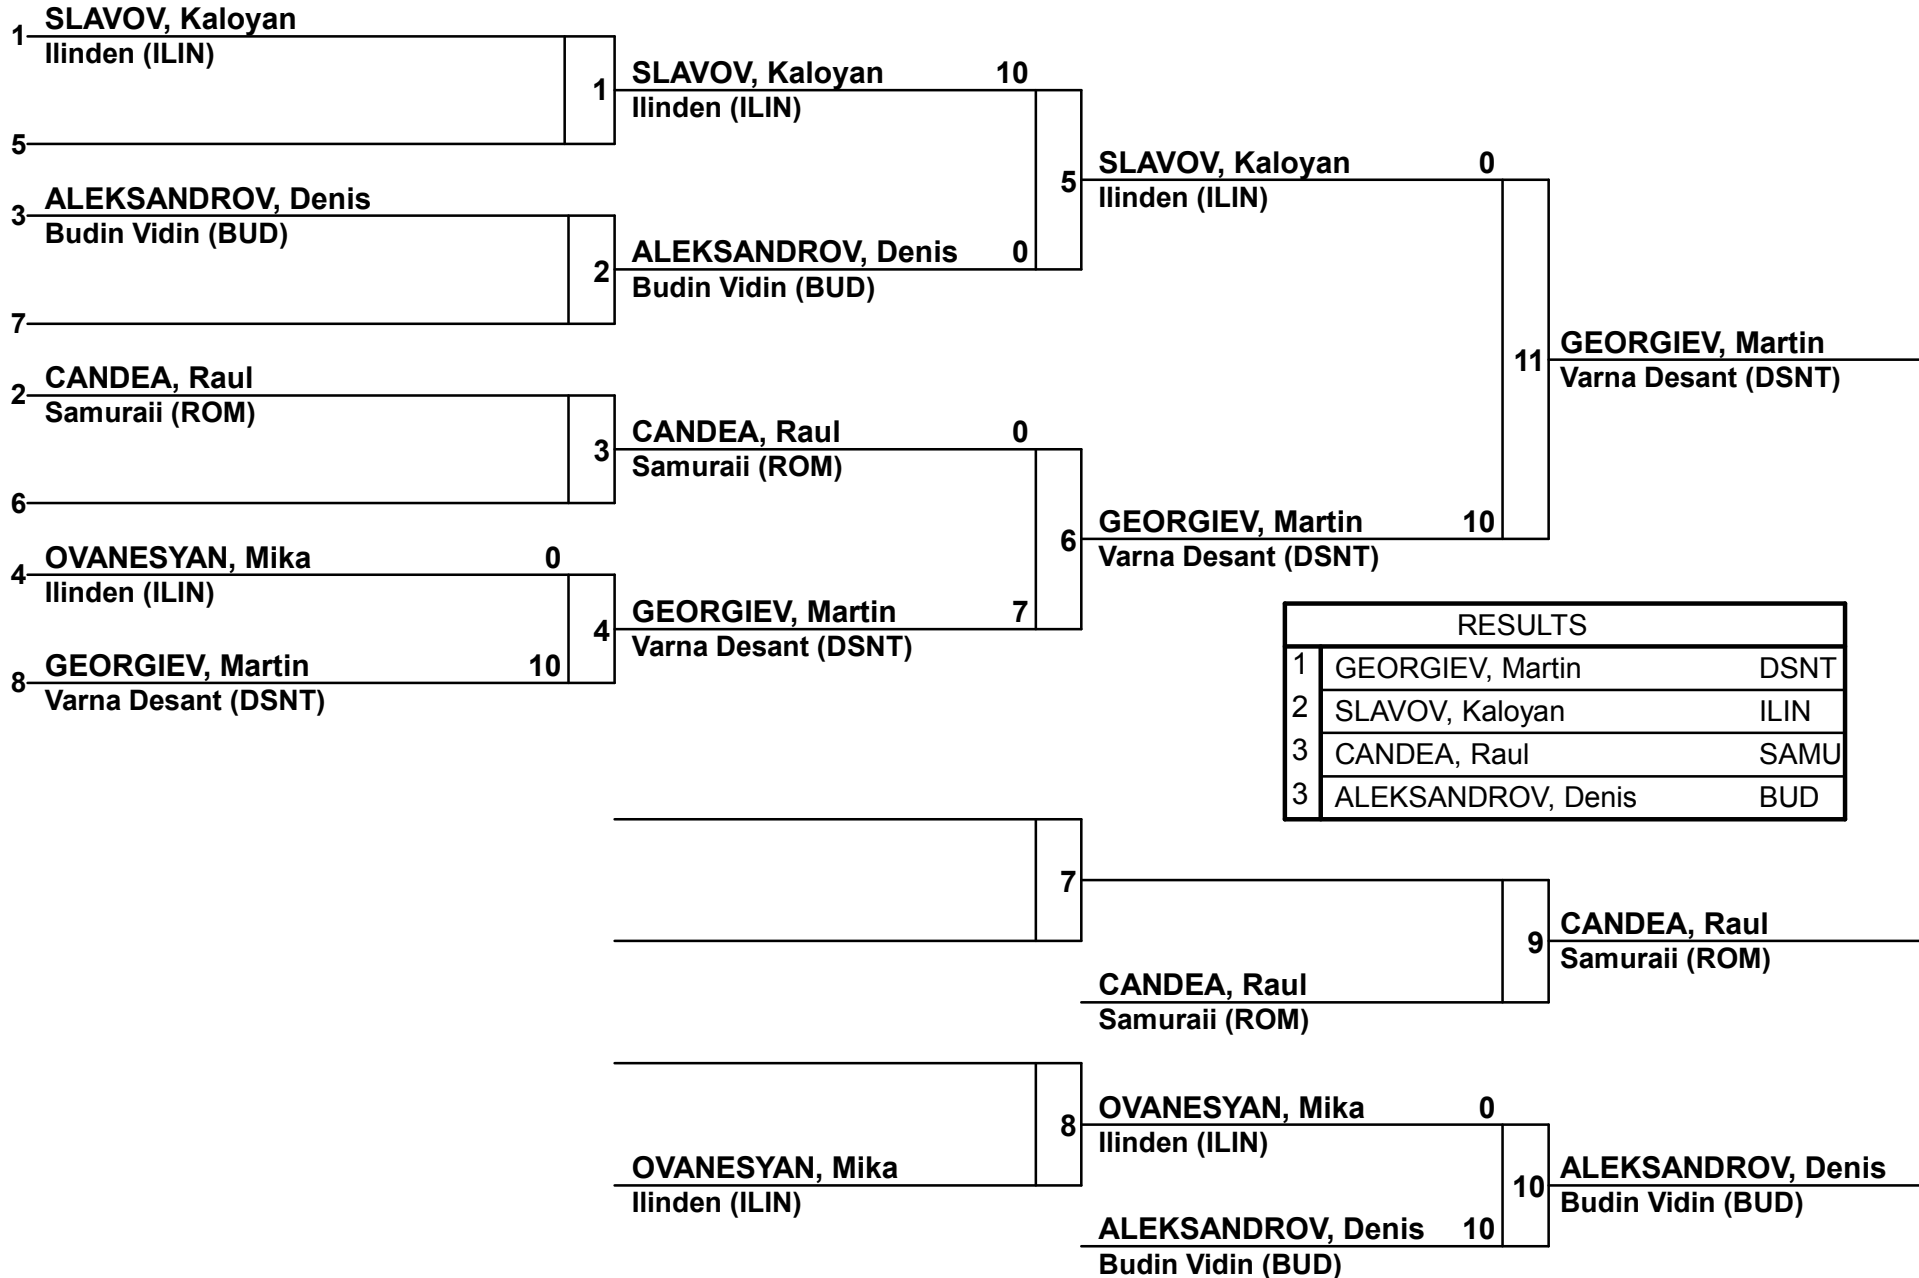 1 SLAVOV, Kaloyan
Ilinden (ILIN)
1
5
SLAVOV, Kaloyan 10
Ilinden (ILIN)
3 ALEKSANDROV, Denis
Budin Vidin (BUD)
2
7
ALEKSANDROV, Denis 0
Budin Vidin (BUD)
5
SLAVOV, Kaloyan 0
Ilinden (ILIN)
2 CANDEA, Raul
Samuraii (ROM)
3
6
CANDEA, Raul 0
Samuraii (ROM)
4 OVANESYAN, Mika 0
Ilinden (ILIN)
4
8 GEORGIEV, Martin 10
Varna Desant (DSNT)
GEORGIEV, Martin 7
Varna Desant (DSNT)
6
GEORGIEV, Martin 10
Varna Desant (DSNT)
11
GEORGIEV, Martin
Varna Desant (DSNT)
RESULTS
1 GEORGIEV, Martin DSNT
2 SLAVOV, Kaloyan ILIN
3 CANDEA, Raul SAMU
3 ALEKSANDROV, Denis BUD
7
CANDEA, Raul
Samuraii (ROM)
9
CANDEA, Raul
Samuraii (ROM)
OVANESYAN, Mika
Ilinden (ILIN)
8
OVANESYAN, Mika 0
Ilinden (ILIN)
ALEKSANDROV, Denis 10
Budin Vidin (BUD)
10
ALEKSANDROV, Denis
Budin Vidin (BUD)